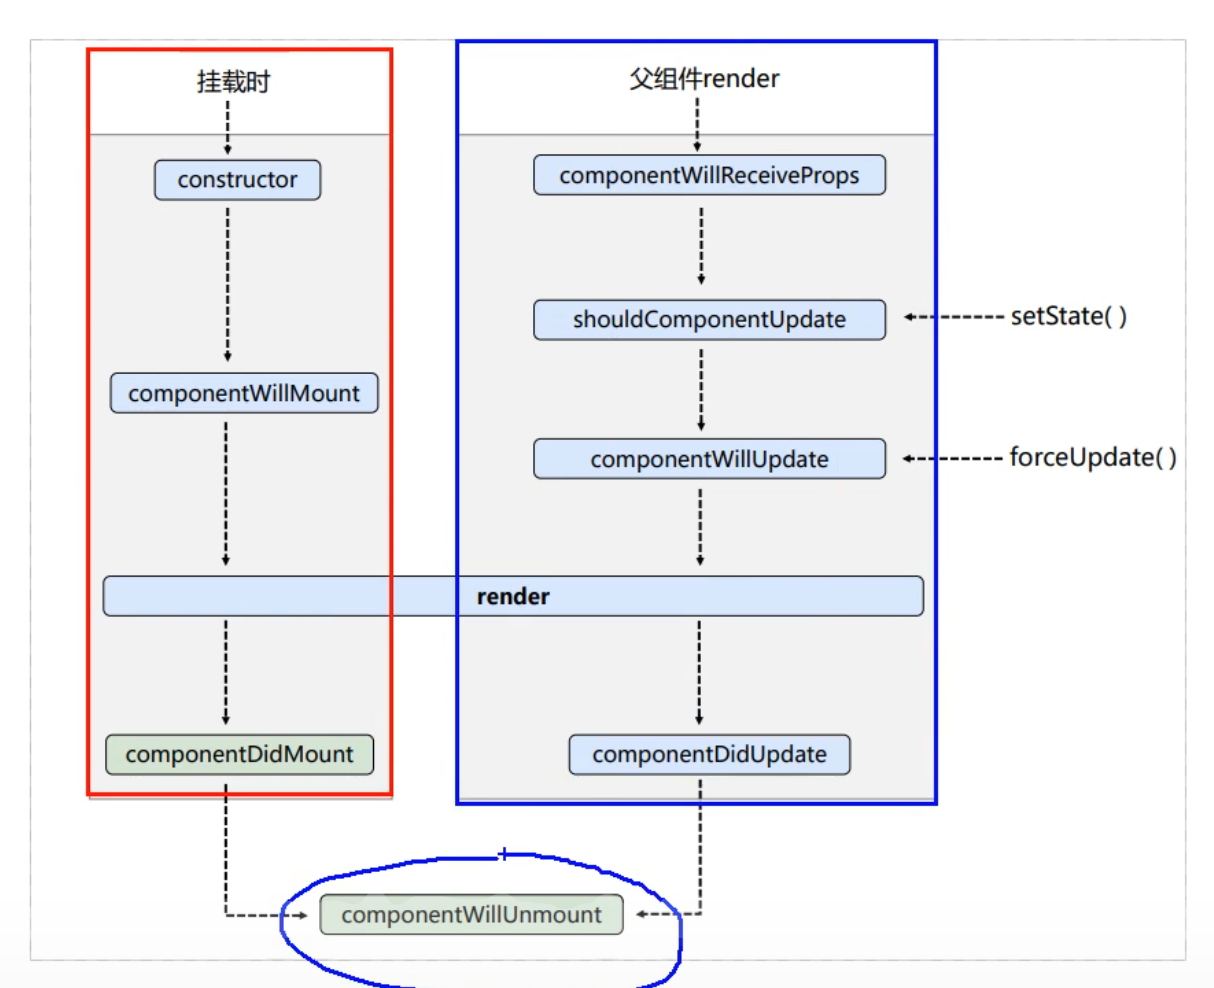 挂载时
constructor
componentWillMount
父组件render
componentWillReceiveProps
shouldComponentUpdate
setState( )
componentWillUpdate
forceUpdate( )
render
componentDidMount
componentDidUpdate
componentWillUnmount